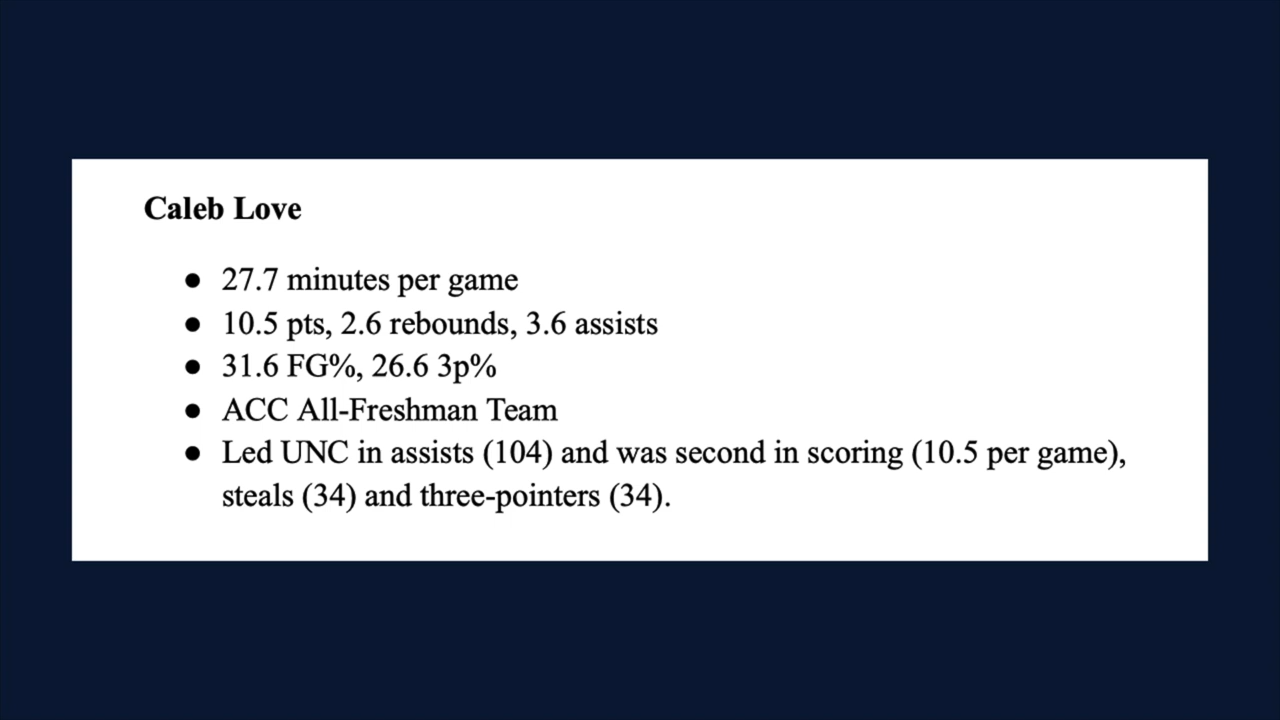 Caleb Love
● 27.7 minutes per game
● 10.5 pts, 2.6 rebounds, 3.6 assists
● 31.6 FG%, 26.6 3p%
● ACC All-Freshman Team
● Led UNC in assists (104) and was second in scoring (10.5 per game),
steals (34) and three-pointers (34).